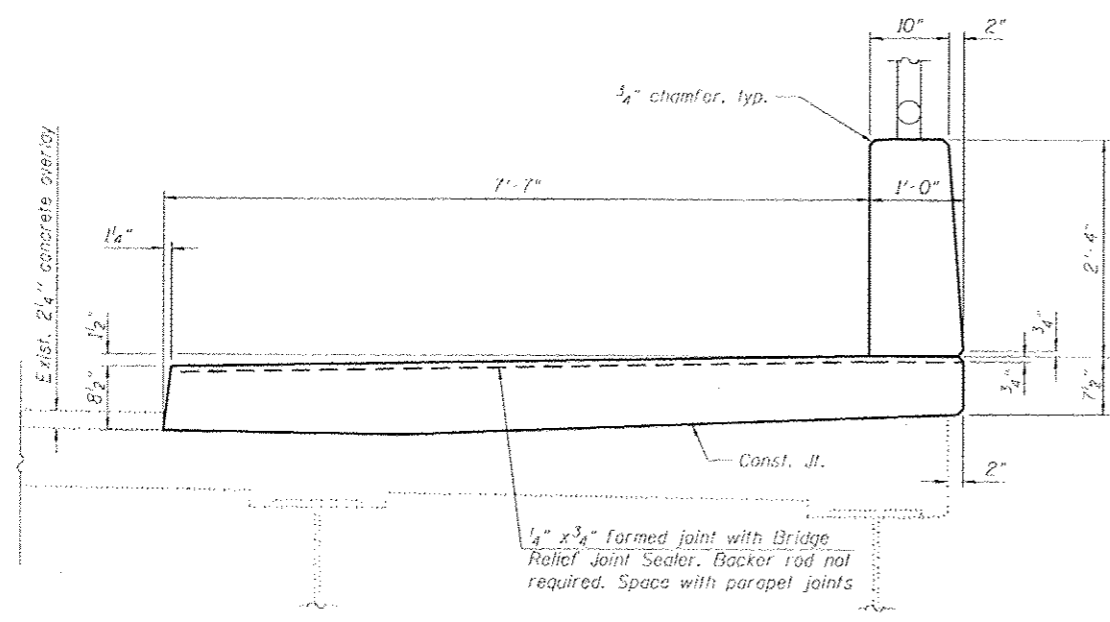 10"
2"
3/4" chamfer, typ.
7'-7"
1'-0"
Exist. 2 1/4" concrete overlay
1 1/4"
2'-4"
1 1/2"
8 1/2"
3/4"
3/4"
7 1/2"
Const. Jt.
2"
1/4" x 3/4" formed joint with Bridge
Relief Joint Sealer. Backer rod not
required. Space with parapet joints